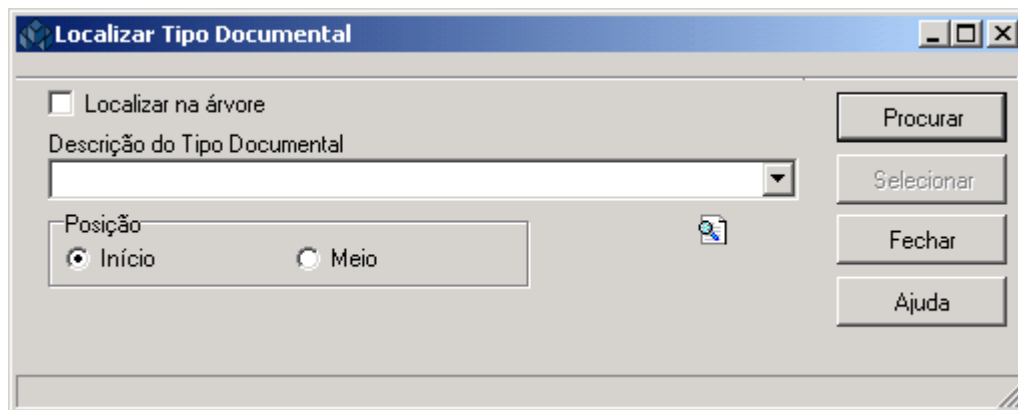 Localizar Tipo Documental
Localizar na árvore
Descrição do Tipo Documental
Posição
Início
Meio
Procurar
Selecionar
Fechar
Ajuda